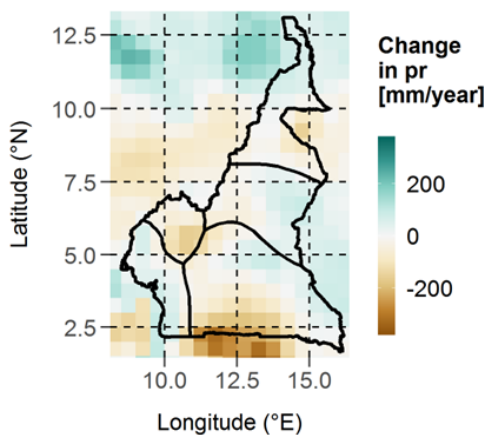 Change
in pr
[mm/year]
200
0
-200
12.5
10.0
7.5
5.0
2.5
Latitude (°N)
10.0 12.5 15.0
Longitude (°E)